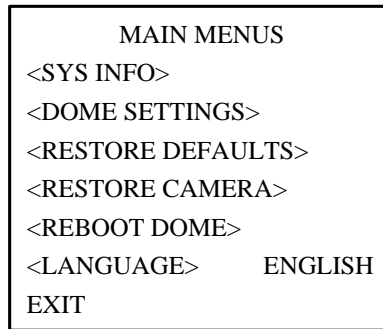 MAIN MENUS
<SYS INFO>
<DOME SETTINGS>
<RESTORE DEFAULTS>
<RESTORE CAMERA>
<REBOOT DOME>
<LANGUAGE> ENGLISH
EXIT